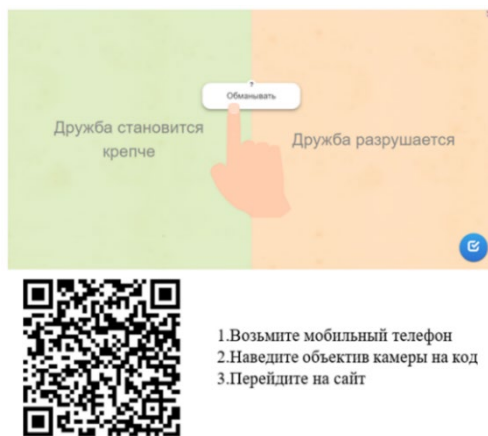 ?
Обманывать
Дружба становится
крепче
Дружба разрушается
1.Возьмите мобильный телефон
2.Наведите объектив камеры на код
3.Перейдите на сайт